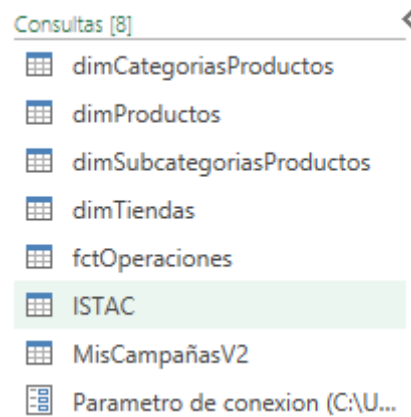 Consultas [8]
dimCategoriasProductos
dimProductos
dimSubcategoriasProductos
dimTiendas
fctOperaciones
ISTAC
MisCampañasV2
Parametro de conexion (C:\U...